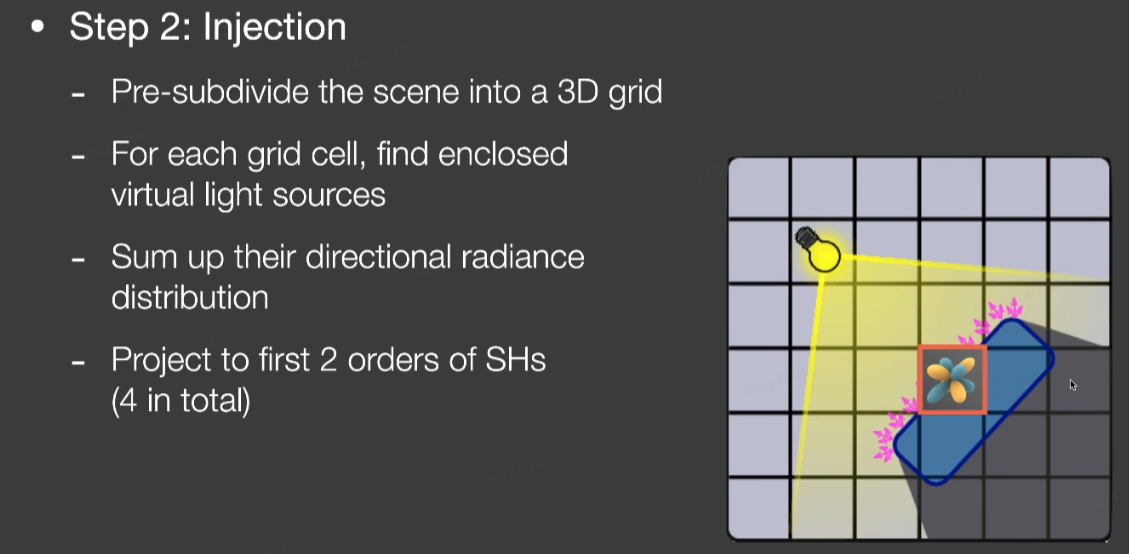 • Step 2: Injection
- Pre-subdivide the scene into a 3D grid
- For each grid cell, find enclosed
virtual light sources
- Sum up their directional radiance
distribution
- Project to first 2 orders of SHs
(4 in total)